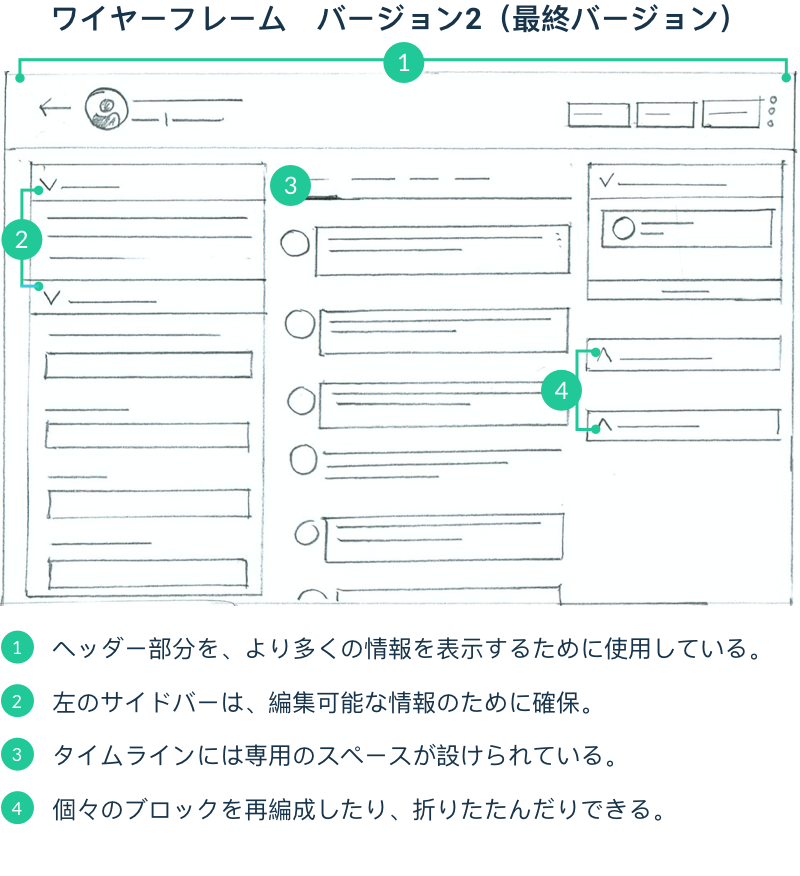 ワイヤーフレーム　バージョン2（最終バージョン）
1
3
2
4
1 ヘッダー部分を、より多くの情報を表示するために使用している。
2 左のサイドバーは、編集可能な情報のために確保。
3 タイムラインには専用のスペースが設けられている。
4 個々のブロックを再編成したり、折りたたんだりできる。